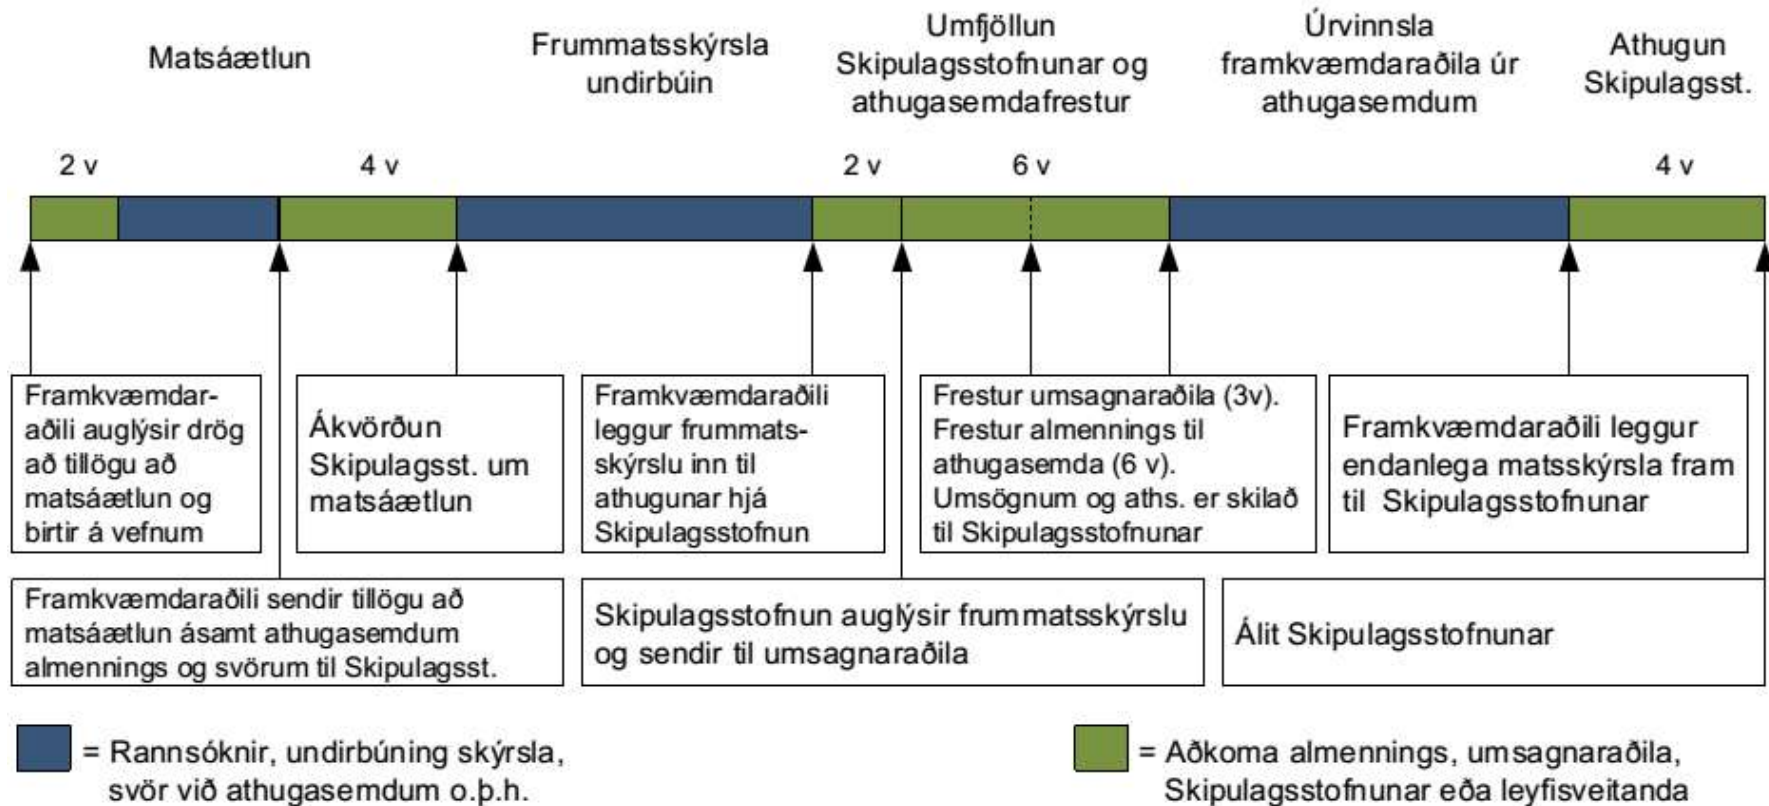 Matsáætlun
Frummatsskýrsla
undirbúin
Umfjöllun
Skipulagsstofnunar og
athugasemdafrestur
Úrvinnsla
framkvæmdaraðila úr
athugasemdum
Athugun
Skipulagsst.
2 v
4 v
2 v
6 v
4 v
Framkvæmdar-
aðili auglýsir drög
að tillögu að
matsáætlun og
birtir á vefnum
Ákvörðun
Skipulagsst. um
matsáætlun
Framkvæmdaraðili
leggur frummats-
skýrslu inn til
athugunar hjá
Skipulagsstofnun
Frestur umsagnaraðila (3v).
Frestur almennings til
athugasemda (6 v).
Umsögnum og aths. er skilað
til Skipulagsstofnunar
Framkvæmdaraðili leggur
endanlega matsskýrsla fram
til Skipulagsstofnunar
Framkvæmdaraðili sendir tillögu að
matsáætlun ásamt athugasemdum
almennings og svörum til Skipulagsst.
Skipulagsstofnun auglýsir frummatsskýrslu
og sendir til umsagnaraðila
Álit Skipulagsstofnunar
= Rannsóknir, undirbúning skýrsla,
svör við athugasemdum o.þ.h.
= Aðkoma almennings, umsagnaraðila,
Skipulagsstofnunar eða leyfisveitanda